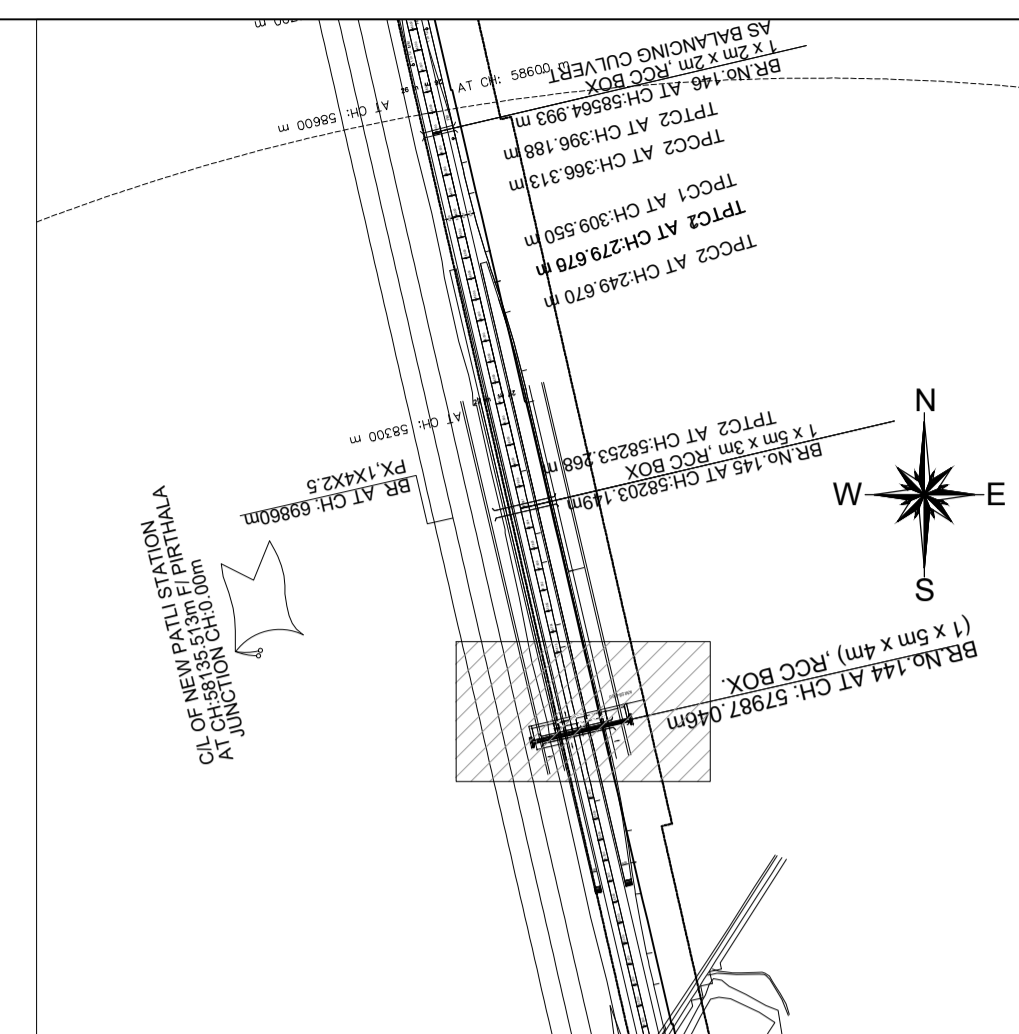 AT CH: 58600 m
AT CH: 58600 m
BR.No.146 AT CH:58564.993 m
1 x 2m x 2m ,RCC BOX
AS BALANCING CULVERT
TPTC2 AT CH:396.188 m
TPCC2 AT CH:366.313 m
TPCC1 AT CH:309.550 m
TPTC2 AT CH:279.676 m
TPCC2 AT CH:249.670 m
AT CH: 58300 m
TPTC2 AT CH:58253.268 m
BR.No.145 AT CH:58203.149m
1 x 5m x 3m ,RCC BOX
BR. AT CH: 69860m
PX,1X4X2.5
N
W
E
S
C/L OF NEW PATLI STATION
AT CH:58135.513m F/ PIRTHALA
JUNCTION CH:0.00m
BR.No.144 AT CH: 57987.046m
(1 x 5m x 4m) ,RCC BOX.